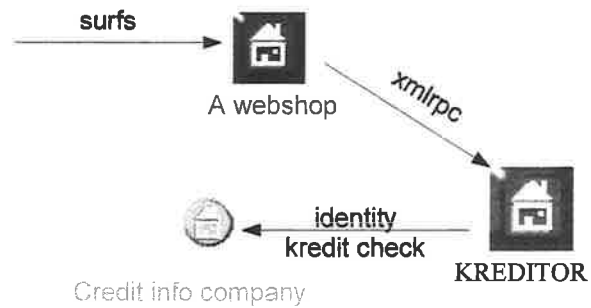 surfs
A webshop
xmlrpc
identity
kredit check
KREDITOR
Credit info company